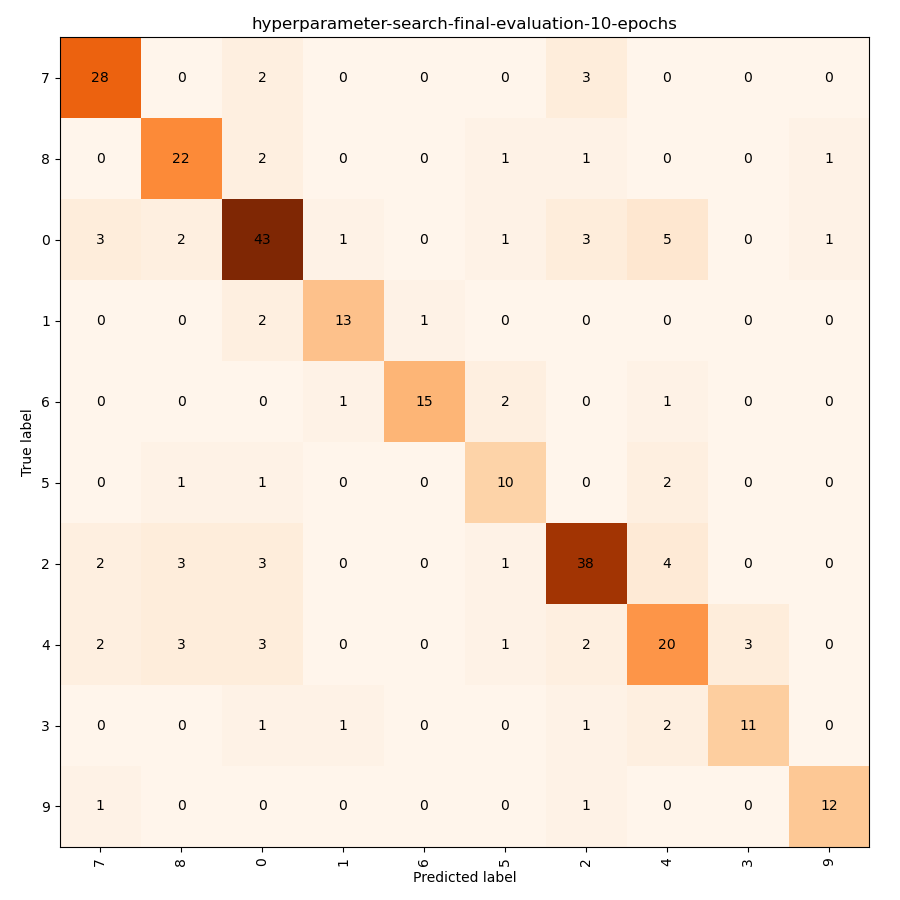 hyperparameter-search-final-evaluation-10-epochs
True label
7 28 0 2 0 0 0 3 0 0 0
8 0 22 2 0 0 1 1 0 0 1
0 3 2 43 1 0 1 3 5 0 1
1 0 0 2 13 1 0 0 0 0 0
6 0 0 0 1 15 2 0 1 0 0
5 0 1 1 0 0 10 0 2 0 0
2 2 3 3 0 0 1 38 4 0 0
4 2 3 3 0 0 1 2 20 3 0
3 0 0 1 1 0 0 1 2 11 0
9 1 0 0 0 0 0 1 0 0 12
7 8 0 1 6 5 2 4 3 9
Predicted label